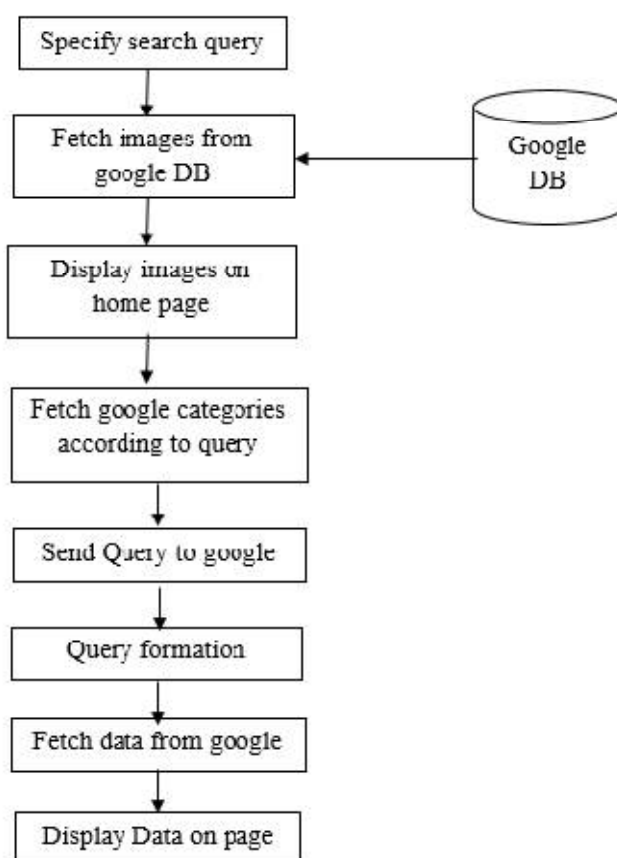 Specify search query
Fetch images from
google DB
Google
DB
Display images on
home page
Fetch google categories
according to query
Send Query to google
Query formation
Fetch data from google
Display Data on page